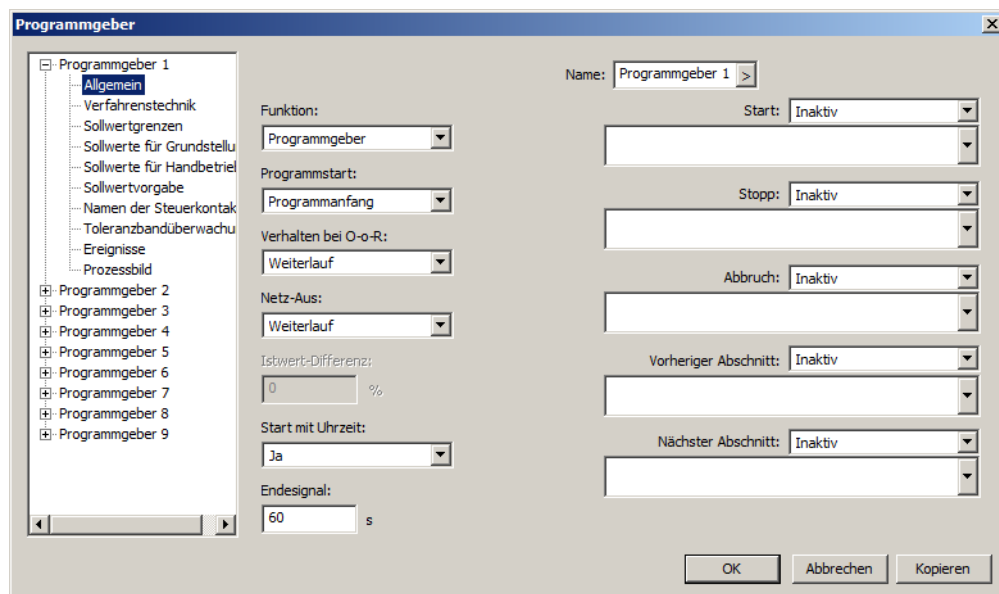 Programmgeber
Programmgeber 1
Allgemein
Verfahrenstechnik
Sollwertgrenzen
Sollwerte für Grundstellu
Sollwerte für Handbetriel
Sollwertvorgabe
Namen der Steuerkontak
Toleranzbandüberwachu
Ereignisse
Prozessbild
Programmgeber 2
Programmgeber 3
Programmgeber 4
Programmgeber 5
Programmgeber 6
Programmgeber 7
Programmgeber 8
Programmgeber 9
Name: Programmgeber 1 >
Funktion:
Programmgeber
Programmstart:
Programmanfang
Verhalten bei O-o-R:
Weiterlauf
Netz-Aus:
Weiterlauf
Istwert-Differenz:
0 %
Start mit Uhrzeit:
Ja
Endesignal:
60 s
Start: Inaktiv
Stopp: Inaktiv
Abbruch: Inaktiv
Vorheriger Abschnitt: Inaktiv
Nächster Abschnitt: Inaktiv
OK Abbrechen Kopieren